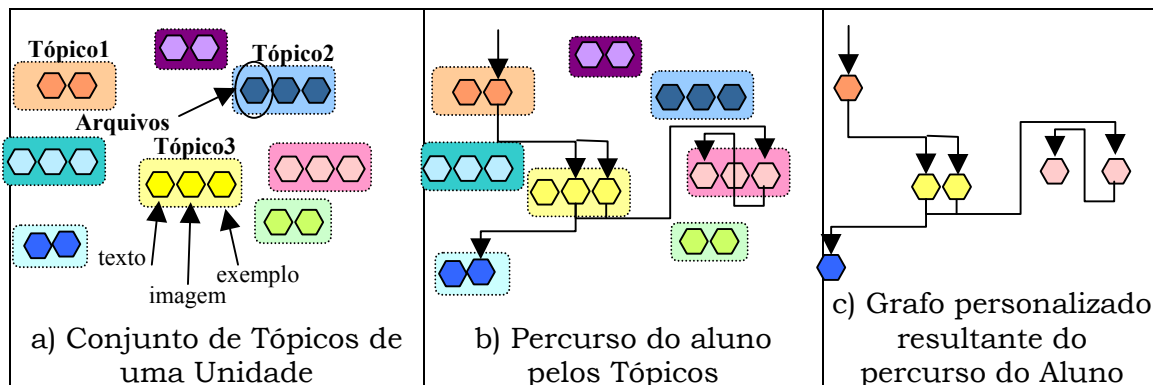 Tópico1
Tópico2
Arquivos
Tópico3
texto
imagem
exemplo
a) Conjunto de Tópicos de
uma Unidade
b) Percurso do aluno
pelos Tópicos
c) Grafo personalizado
resultante do
percurso do Aluno